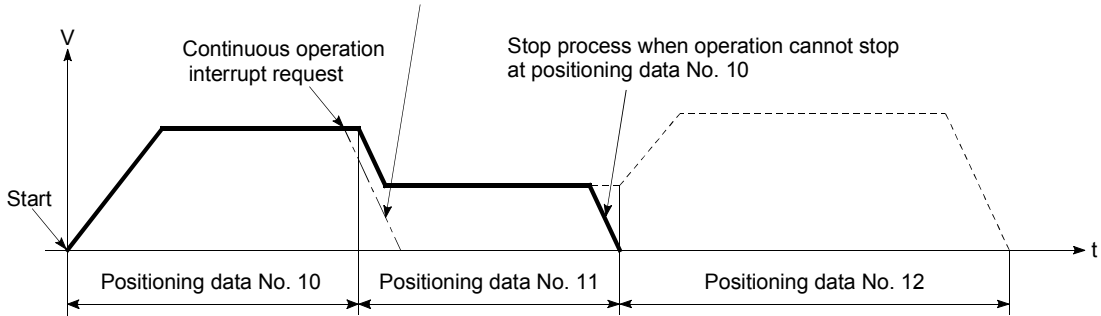 V
Continuous operation
interrupt request
Stop process when operation cannot stop
at positioning data No. 10
Start
t
Positioning data No. 10
Positioning data No. 11
Positioning data No. 12